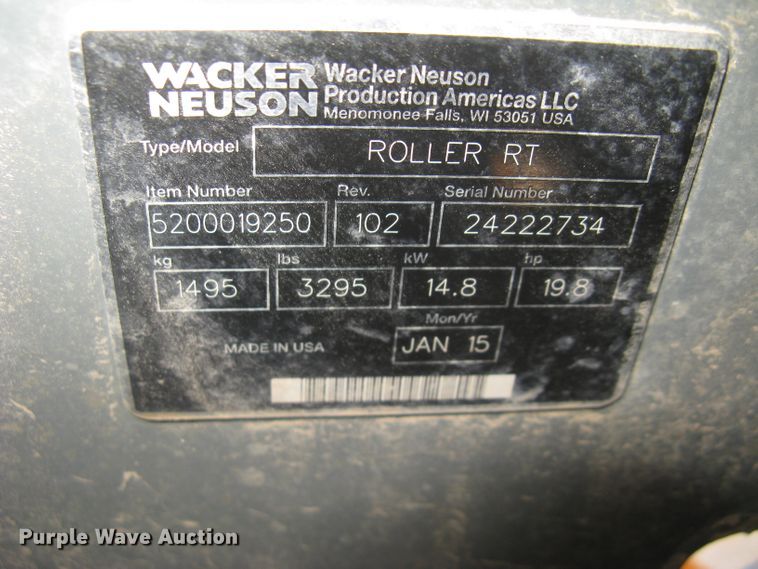 WACKER
NEUSON
Wacker Neuson
Production Americas LLC
Menomonee Falls, WI 53051 USA
Type/Model ROLLER RT
Item Number Rev. Serial Number
5200019250 102 24222734
kg lbs kW hp
1495 3295 14.8 19.8
Mon/Yr
MADE IN USA JAN 15
Purple Wave Auction